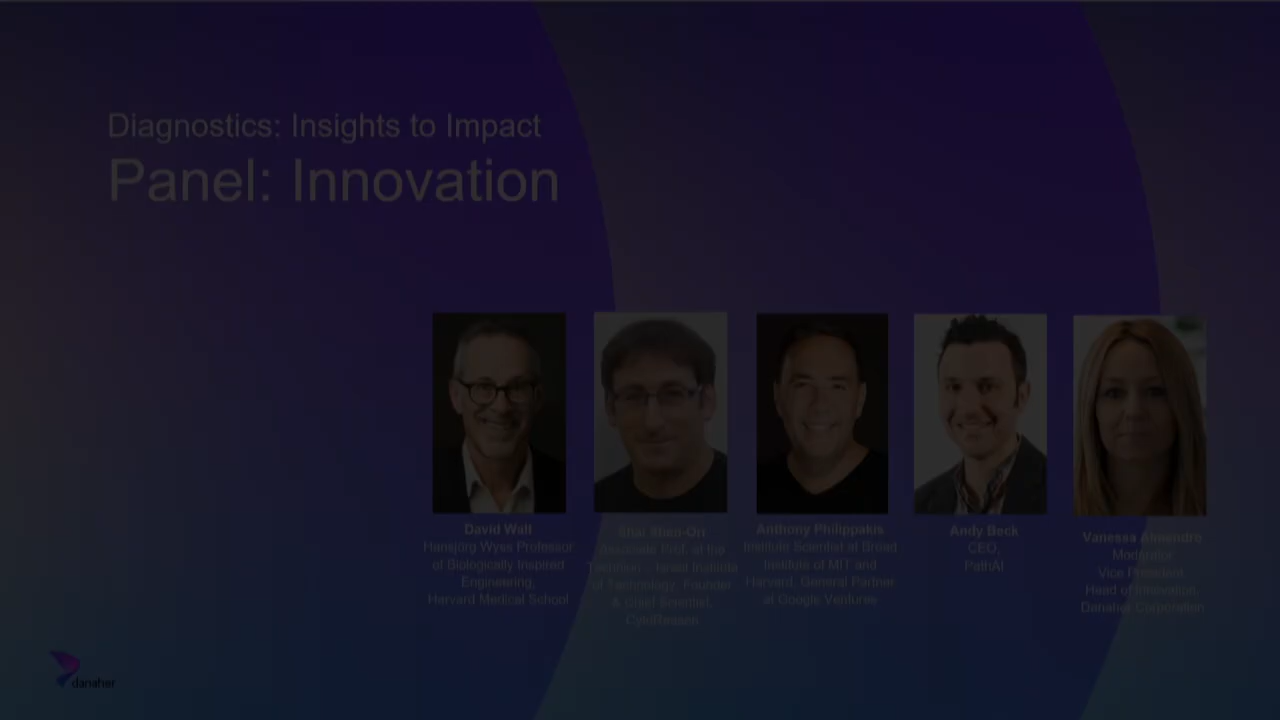 Diagnostics: Insights to Impact
Panel: Innovation
David Walt
Hansjörg Wyss Professor
of Biologically Inspired
Engineering,
Harvard Medical School
Shai Shen-Orr
Associate Prof. at the
Technion - Israel Institute
of Technology, Founder
& Chief Scientist,
CytoReason
Anthony Philippakis
Institute Scientist at Broad
Institute of MIT and
Harvard, General Partner
at Google Ventures
Andy Beck
CEO,
PathAI
Vanessa Almendro
Moderator
Vice President
Head of Innovation,
Danaher Corporation
danaher